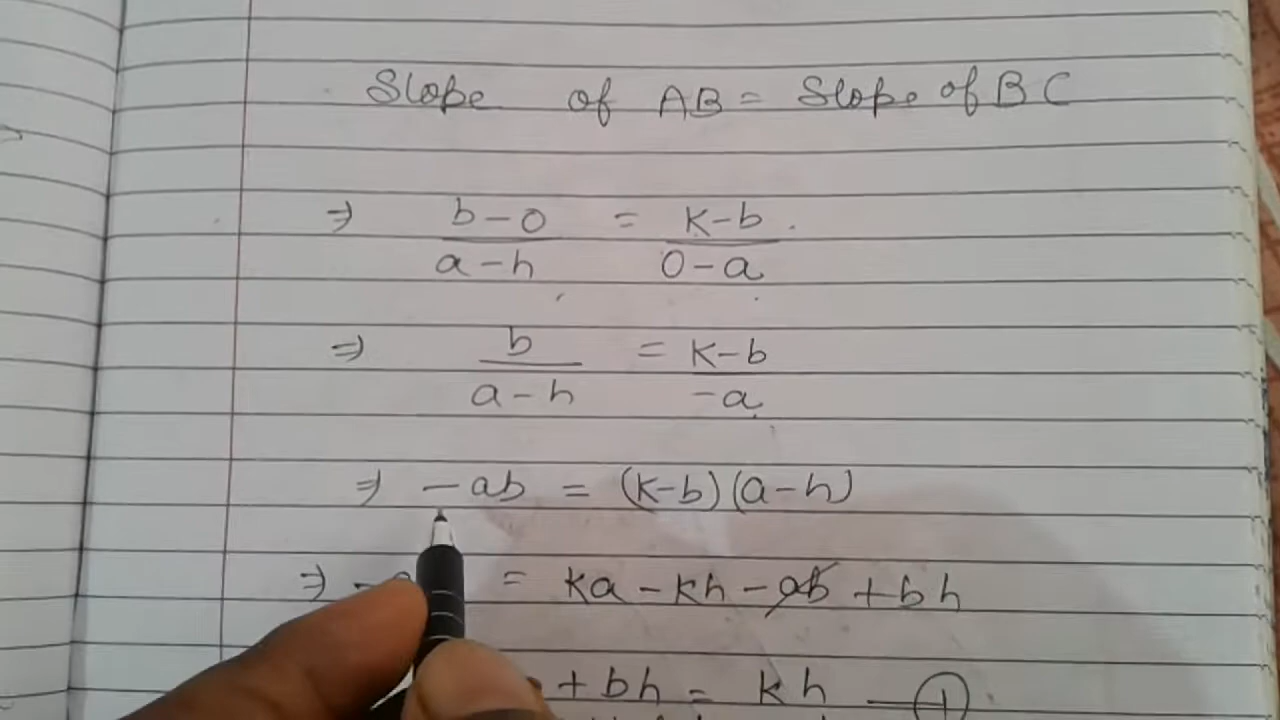 Slope of AB = Slope of BC
⇒ b-0 / a-h = K-b / 0-a
⇒ b / a-h = K-b / -a
⇒ -ab = (K-b)(a-h)
⇒ - = Ka - Kh - ab + bh
+ bh = Kh — 1